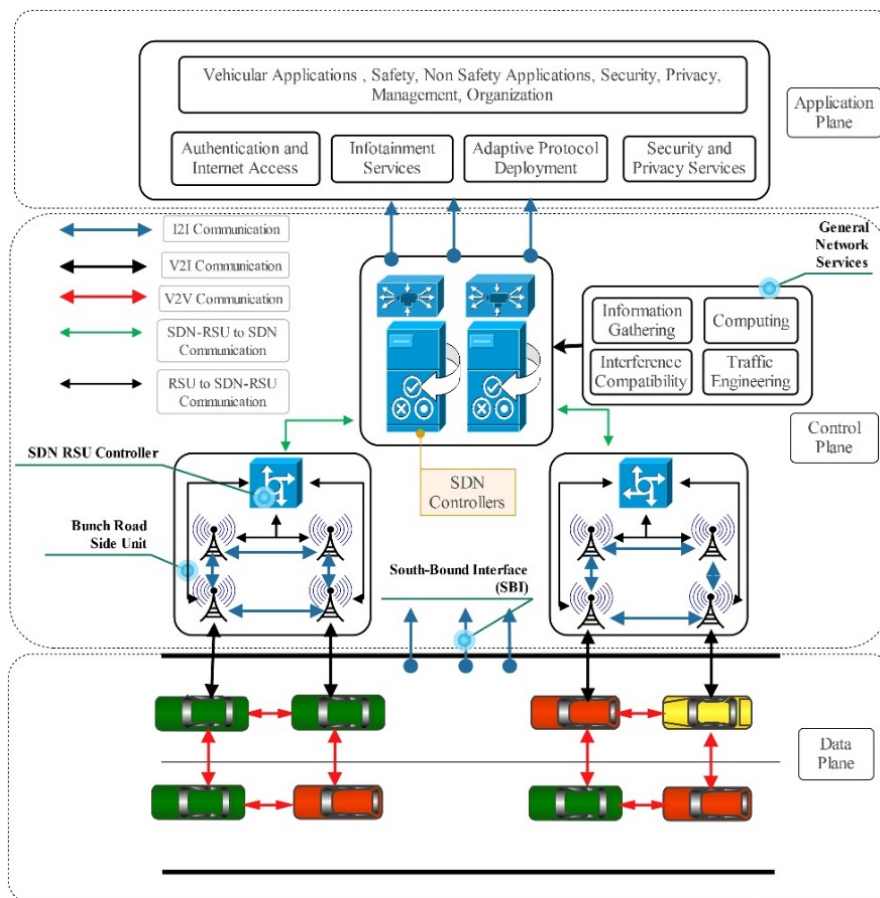 Vehicular Applications , Safety, Non Safety Applications, Security, Privacy,
Management, Organization
Application
Plane
Authentication and
Internet Access
Infotainment
Services
Adaptive Protocol
Deployment
Security and
Privacy Services
I2I Communication
V2I Communication
V2V Communication
SDN-RSU to SDN
Communication
RSU to SDN-RSU
Communication
General
Network
Services
Information
Gathering
Computing
Interference
Compatibility
Traffic
Engineering
Control
Plane
SDN RSU Controller
SDN
Controllers
Bunch Road
Side Unit
South-Bound Interface
(SBI)
Data
Plane